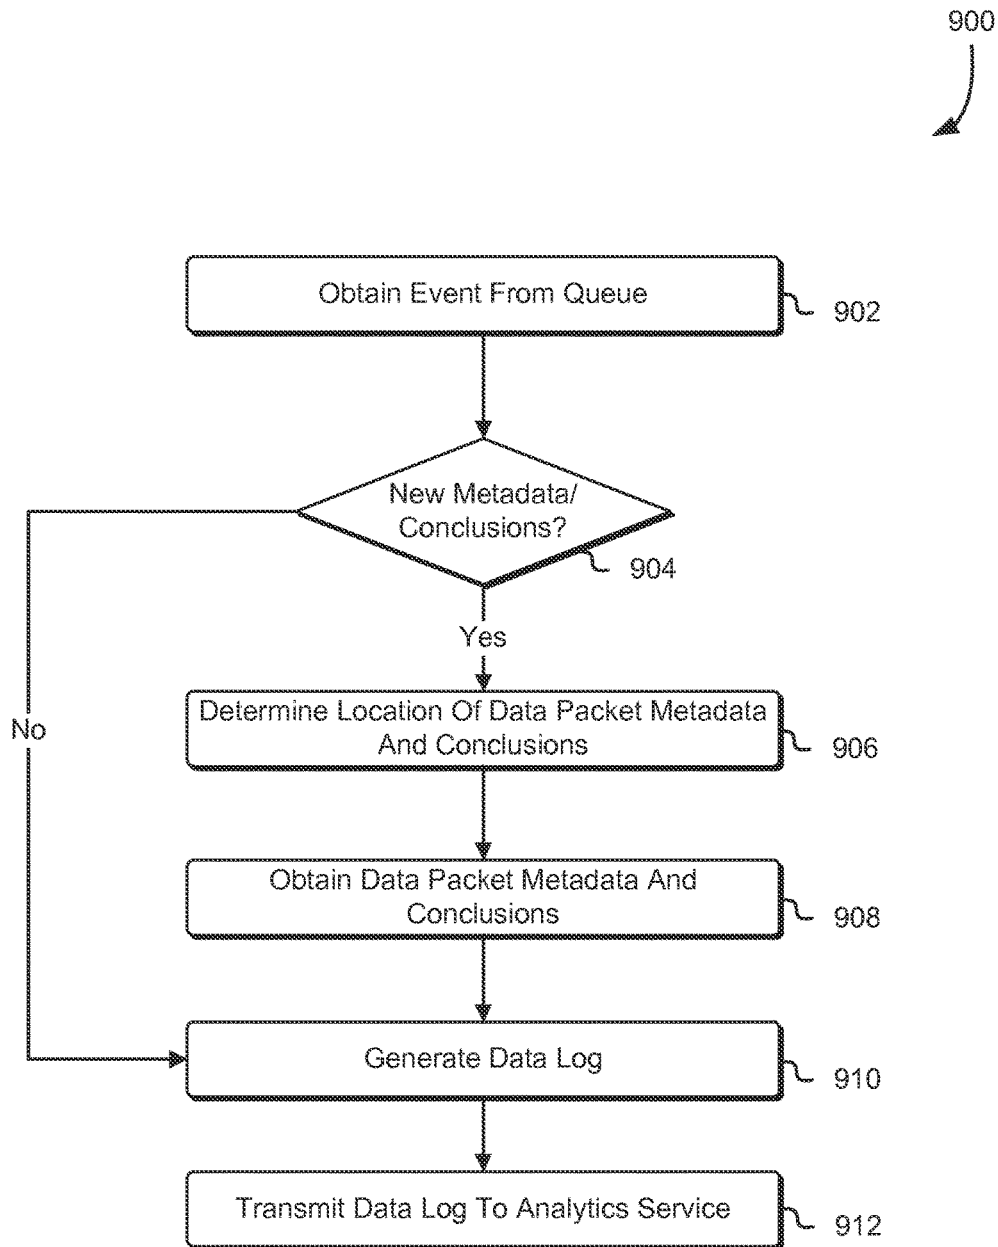 900
Obtain Event From Queue
902
New Metadata/
Conclusions?
904
Yes
Determine Location Of Data Packet Metadata
And Conclusions
906
No
Obtain Data Packet Metadata And
Conclusions
908
Generate Data Log
910
Transmit Data Log To Analytics Service
912